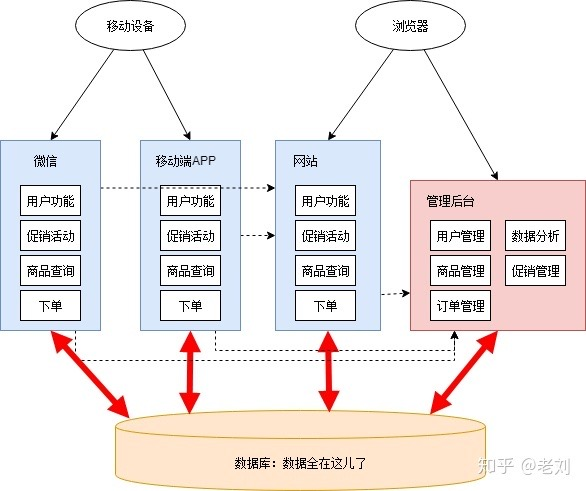 移动设备
浏览器
微信
用户功能
促销活动
商品查询
下单
移动端APP
用户功能
促销活动
商品查询
下单
网站
用户功能
促销活动
商品查询
下单
管理后台
用户管理
数据分析
商品管理
促销管理
订单管理
数据库：数据全在这儿了
知乎 @老刘